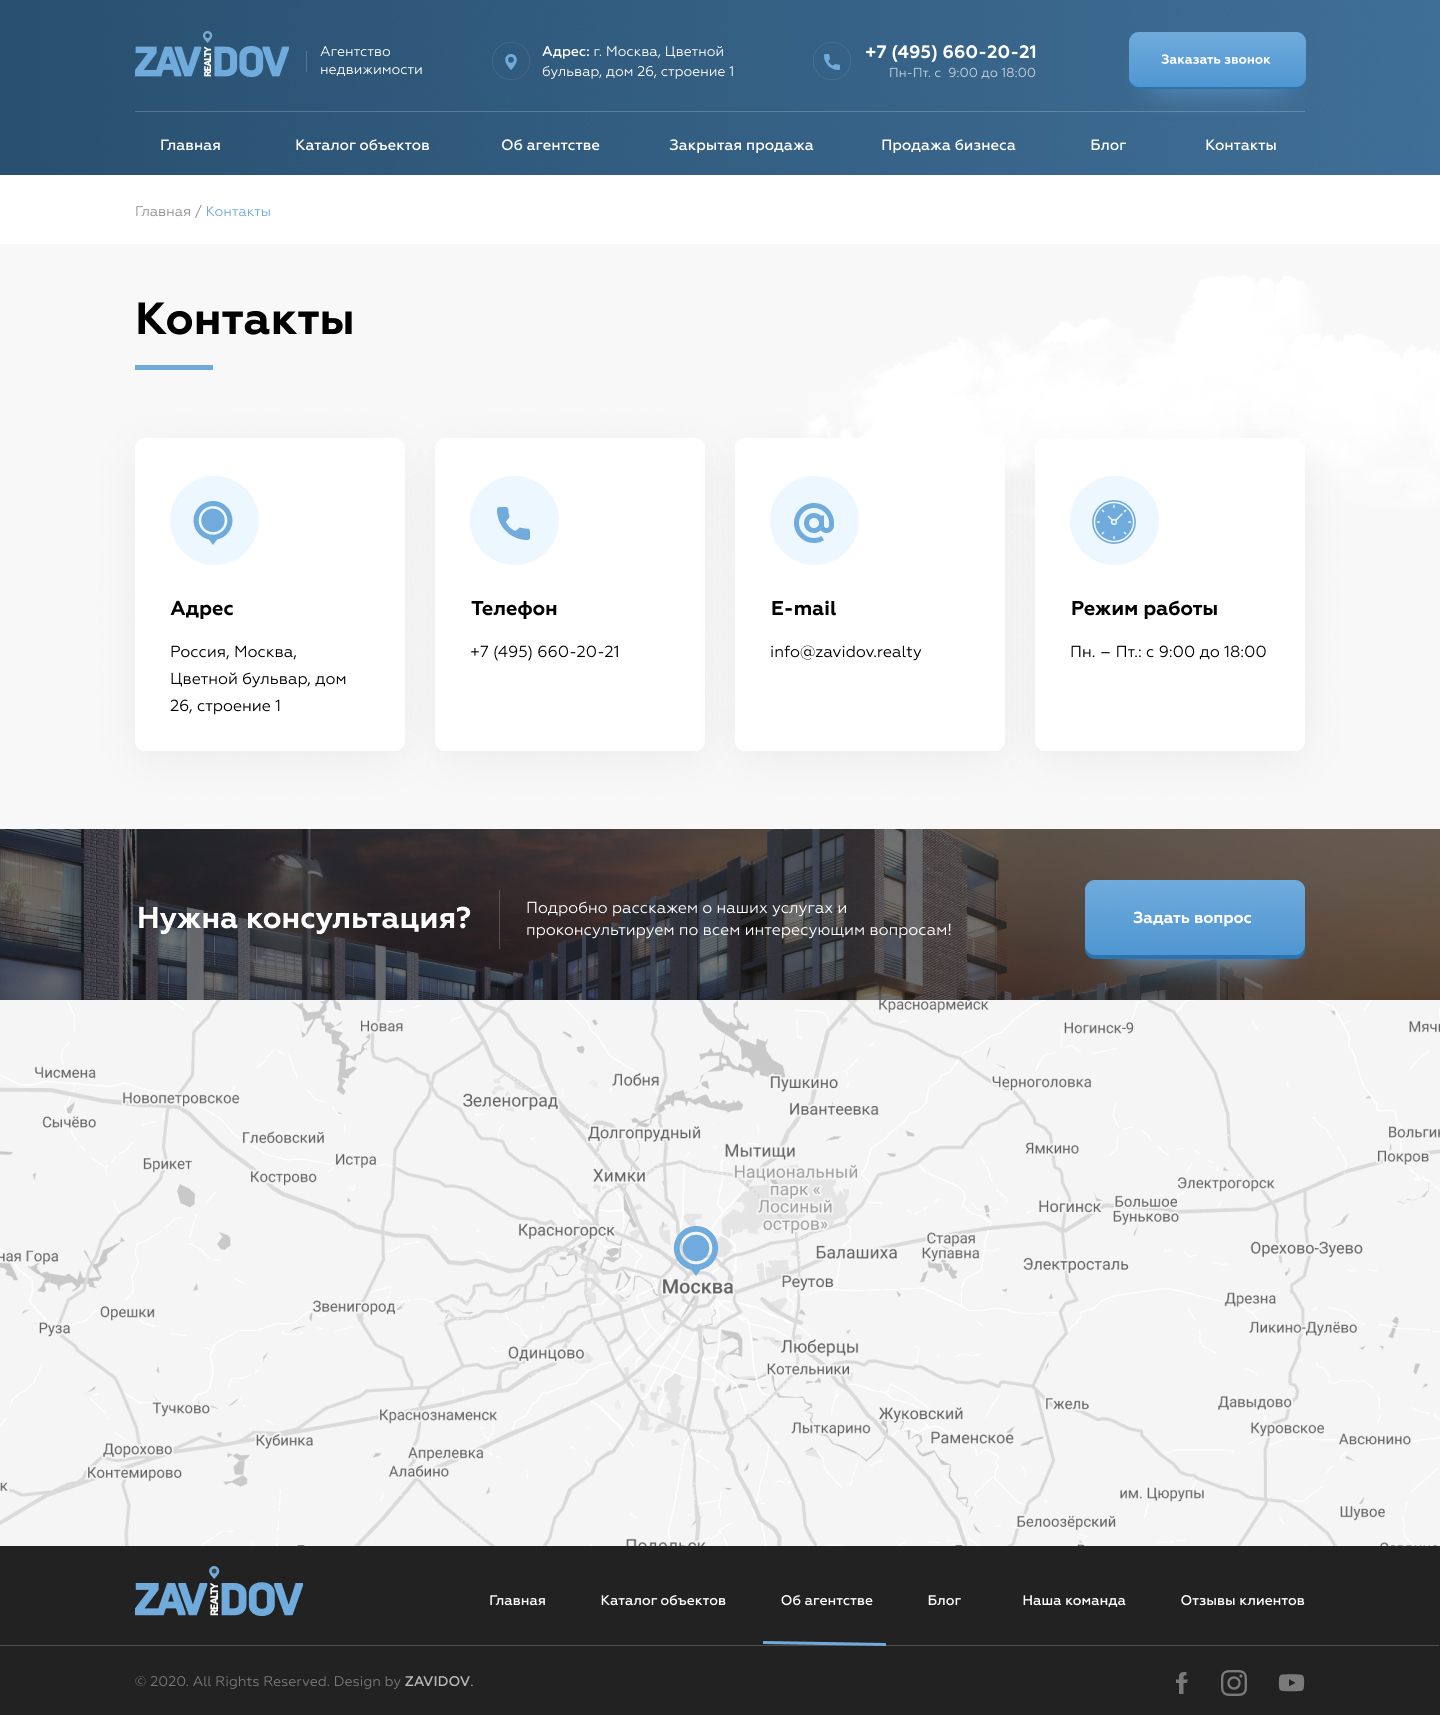 ZAVIDOV
REALTY
Агентство
недвижимости
Адрес: г. Москва, Цветной
бульвар, дом 26, строение 1
+7 (495) 660-20-21
Пн-Пт. с 9:00 до 18:00
Заказать звонок
Главная
Каталог объектов
Об агентстве
Закрытая продажа
Продажа бизнеса
Блог
Контакты
Главная / Контакты
Контакты
Адрес
Россия, Москва,
Цветной бульвар, дом
26, строение 1
Телефон
+7 (495) 660-20-21
E-mail
info@zavidov.realty
Режим работы
Пн. – Пт.: с 9:00 до 18:00
Нужна консультация?
Подробно расскажем о наших услугах и
проконсультируем по всем интересующим вопросам!
Задать вопрос
Красноармейск
Новая
Ногинск-9
Чисмена
Лобня
Пушкино
Черноголовка
Новопетровское
Зеленоград
Ивантеевка
Сычёво
Глебовский
Долгопрудный
Брикет
Истра
Мытищи
Ямкино
Покров
Кострово
Химки
Национальный
парк «
Лосиный
остров»
Электрогорск
Ногинск
Большое
Буньково
Красногорск
Старая
Купавна
ная Гора
Балашиха
Орехово-Зуево
Электросталь
Москва
Реутов
Орешки
Звенигород
Дрезна
Руза
Ликино-Дулёво
Одинцово
Люберцы
Котельники
Тучково
Краснознаменск
Жуковский
Гжель
Давыдово
Кубинка
Лыткарино
Раменское
Куровское
Авсюнино
Дорохово
Апрелевка
Контемирово
Алабино
им. Цюрупы
Белоозёрский
Шувое
Подольск
ZAVIDOV
REALTY
Главная
Каталог объектов
Об агентстве
Блог
Наша команда
Отзывы клиентов
© 2020. All Rights Reserved. Design by ZAVIDOV.